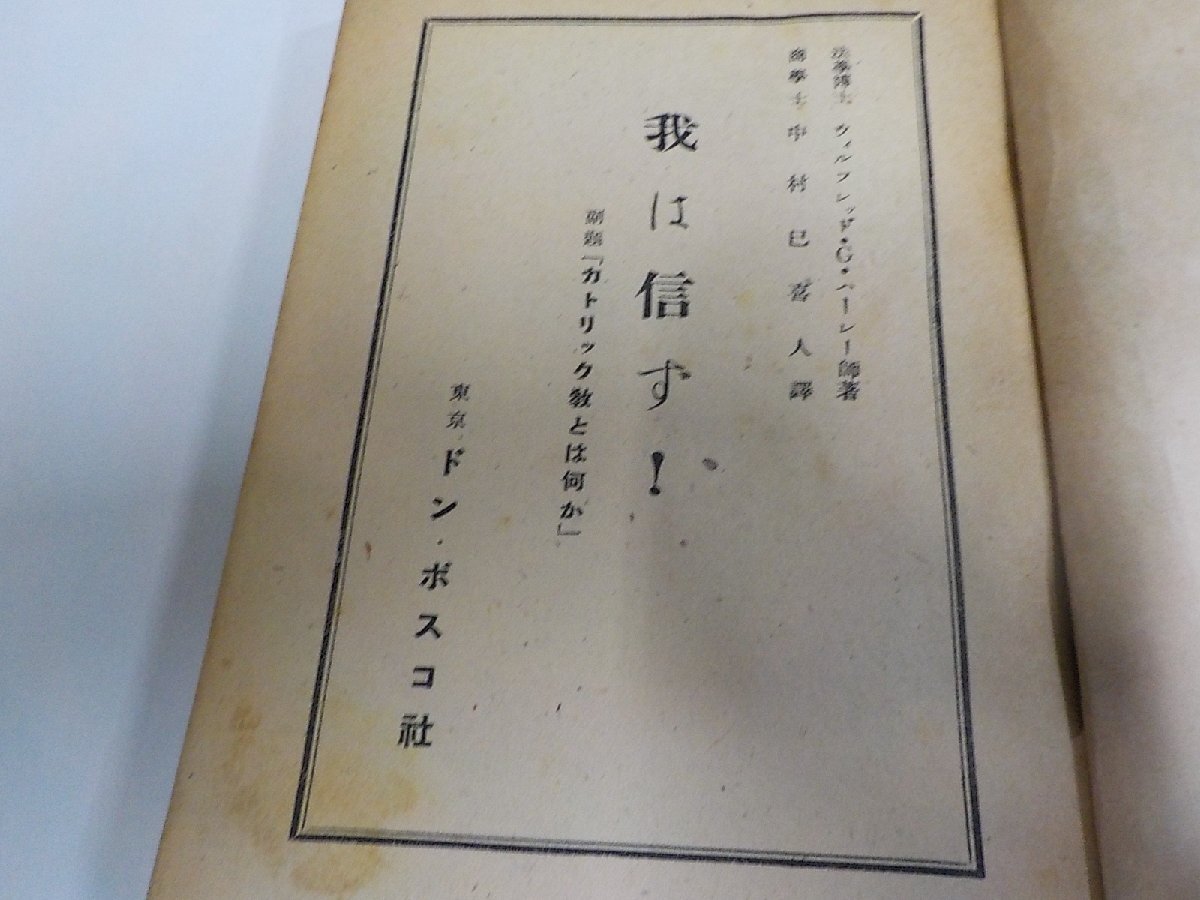 法學博士 ウィルフレッド・G・ハーレー師著
商學士 中村巳喜人譯
我は信ず！
副題「カトリック教とは何か」
東京 ドン・ボスコ社